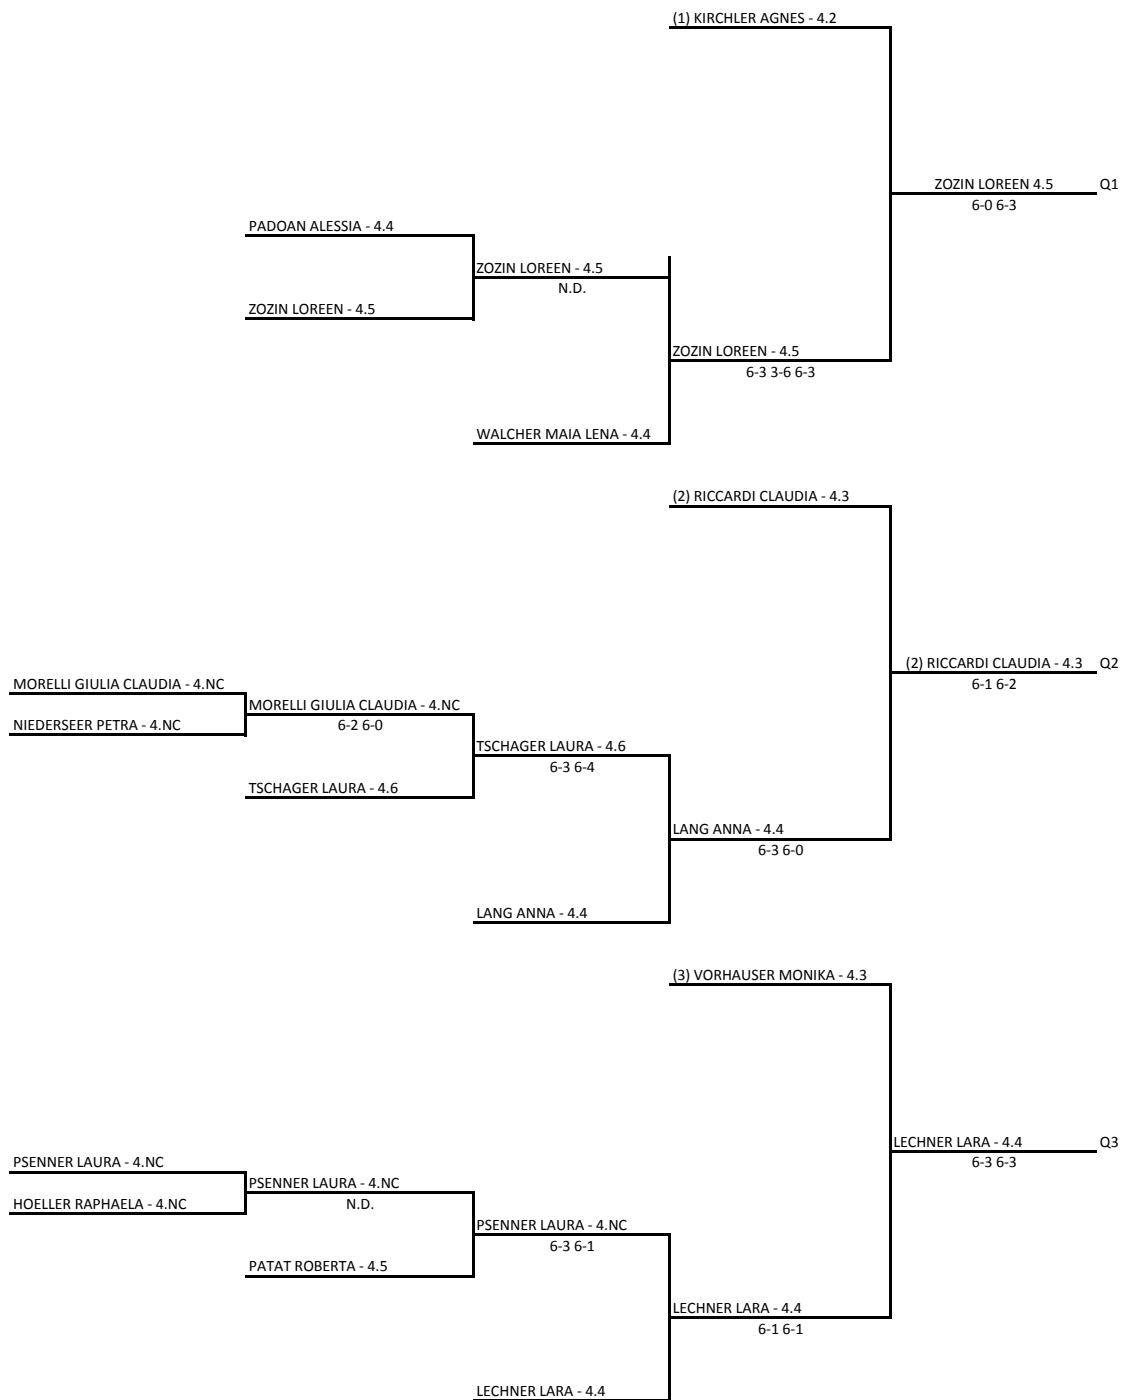 (1) KIRCHLER AGNES - 4.2
ZOZIN LOREEN 4.5 Q1
6-0 6-3
PADOAN ALESSIA - 4.4
ZOZIN LOREEN - 4.5
N.D.
ZOZIN LOREEN - 4.5
ZOZIN LOREEN - 4.5
6-3 3-6 6-3
WALCHER MAIA LENA - 4.4
(2) RICCARDI CLAUDIA - 4.3
(2) RICCARDI CLAUDIA - 4.3 Q2
6-1 6-2
MORELLI GIULIA CLAUDIA - 4.NC
MORELLI GIULIA CLAUDIA - 4.NC
6-2 6-0
NIEDERSEER PETRA - 4.NC
TSCHAGER LAURA - 4.6
6-3 6-4
TSCHAGER LAURA - 4.6
LANG ANNA - 4.4
6-3 6-0
LANG ANNA - 4.4
(3) VORHAUSER MONIKA - 4.3
LECHNER LARA - 4.4 Q3
6-3 6-3
PSENNER LAURA - 4.NC
PSENNER LAURA - 4.NC
N.D.
HOELLER RAPHAELA - 4.NC
PSENNER LAURA - 4.NC
6-3 6-1
PATAT ROBERTA - 4.5
LECHNER LARA - 4.4
6-1 6-1
LECHNER LARA - 4.4